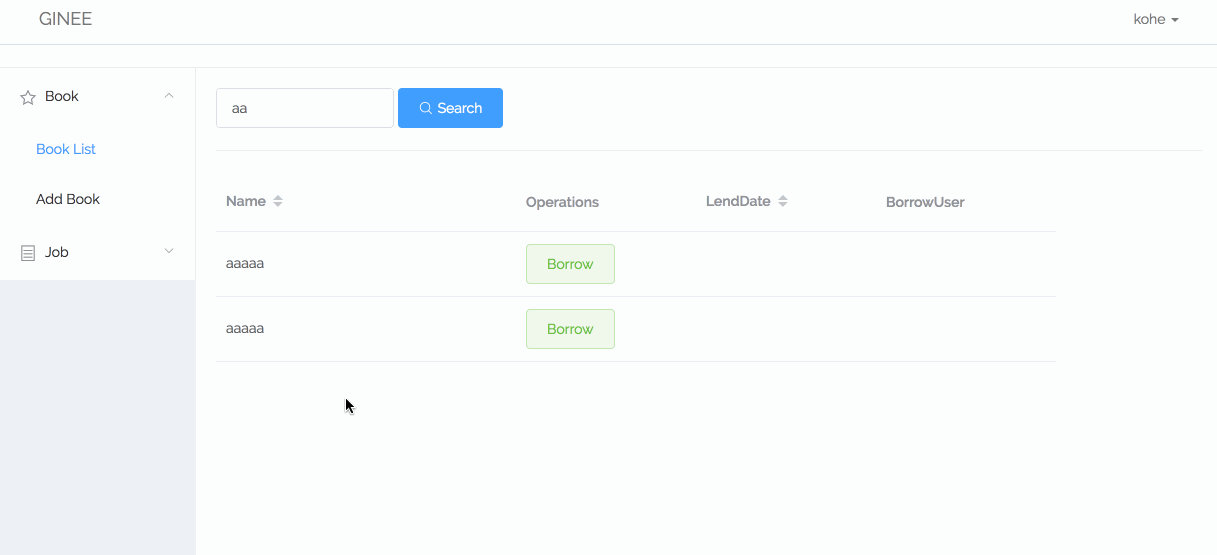 GINEE
kohe
Book
Book List
Add Book
Job
aa
Search
Name Operations LendDate BorrowUser
aaaaa Borrow
aaaaa Borrow